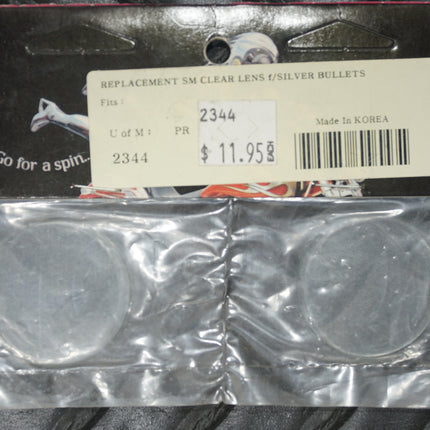 REPLACEMENT SM CLEAR LENS f/SILVER BULLETS
Fits :
2344
Made In KOREA
U of M : PR
2344
$ 11.95 EACH
Go for a spin..